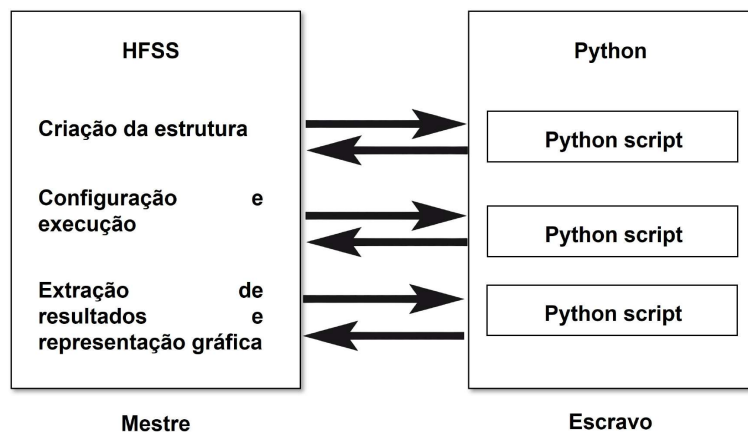 HFSS
Criação da estrutura
Configuração e
execução
Extração de
resultados e
representação gráfica
Mestre
Python
Python script
Python script
Python script
Escravo